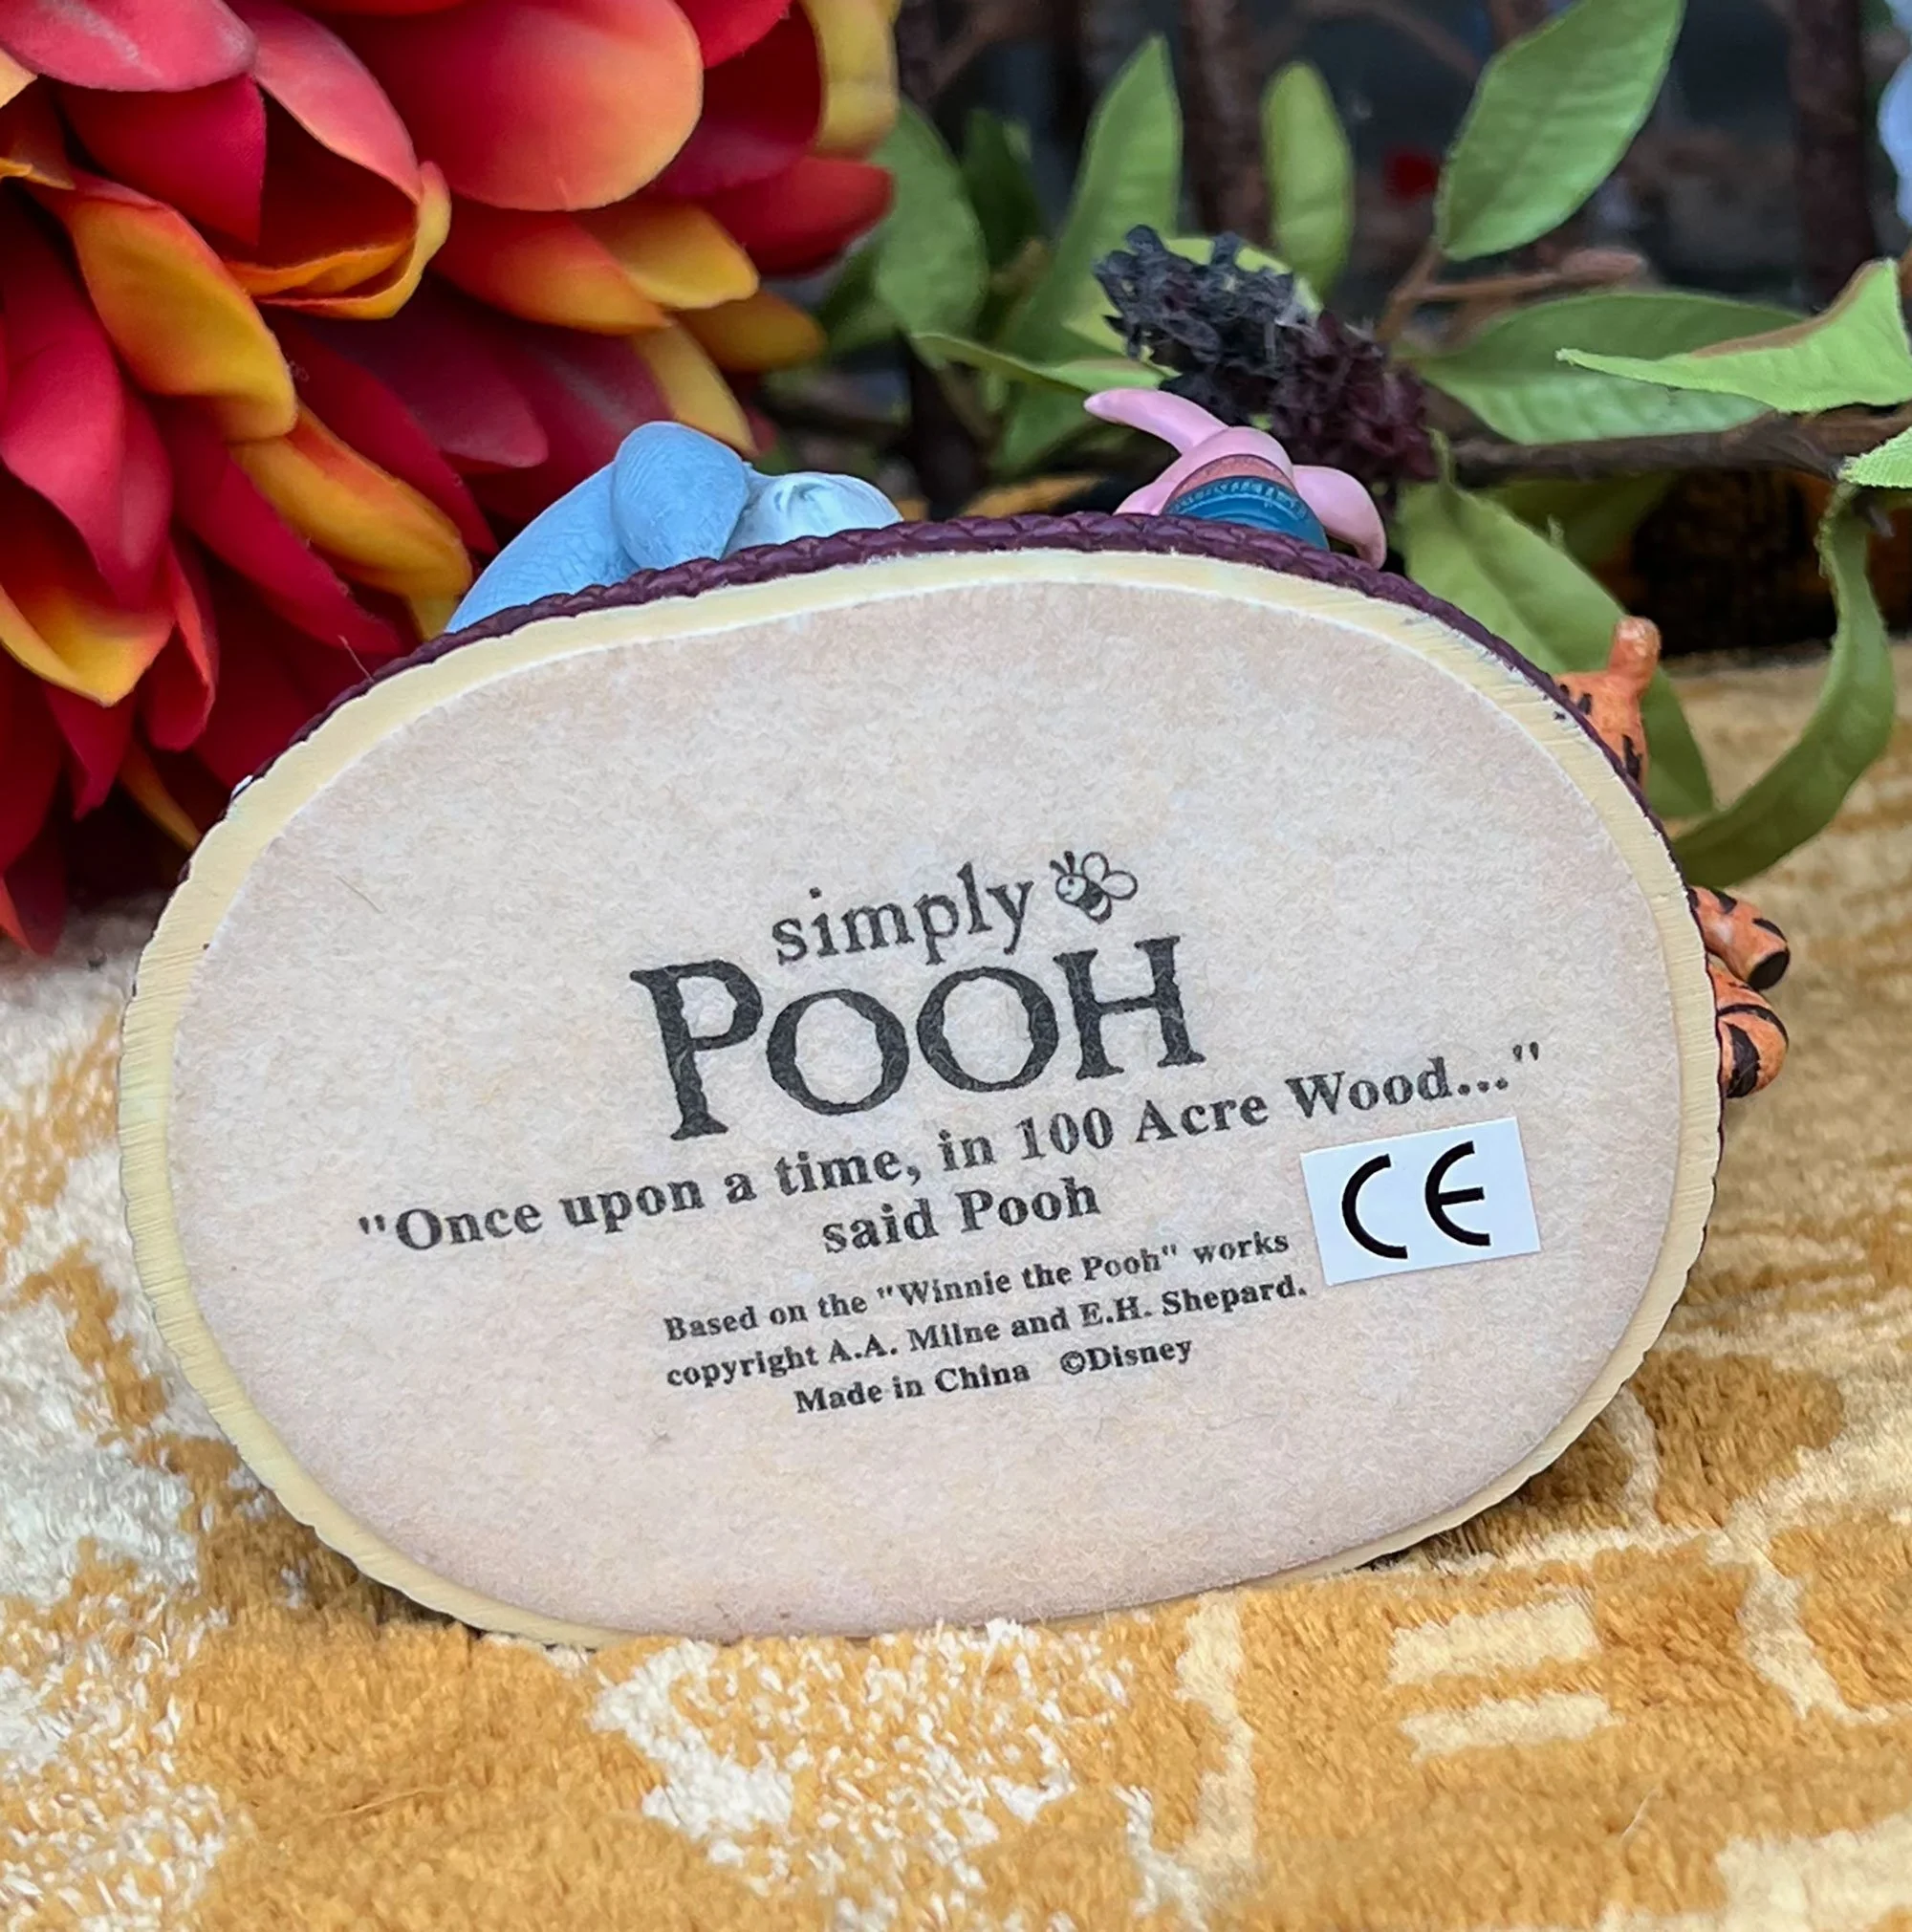 simply
POOH
"Once upon a time, in 100 Acre Wood..."
said Pooh
Based on the "Winnie the Pooh" works
copyright A.A. Milne and E.H. Shepard.
Made in China ©Disney
CE